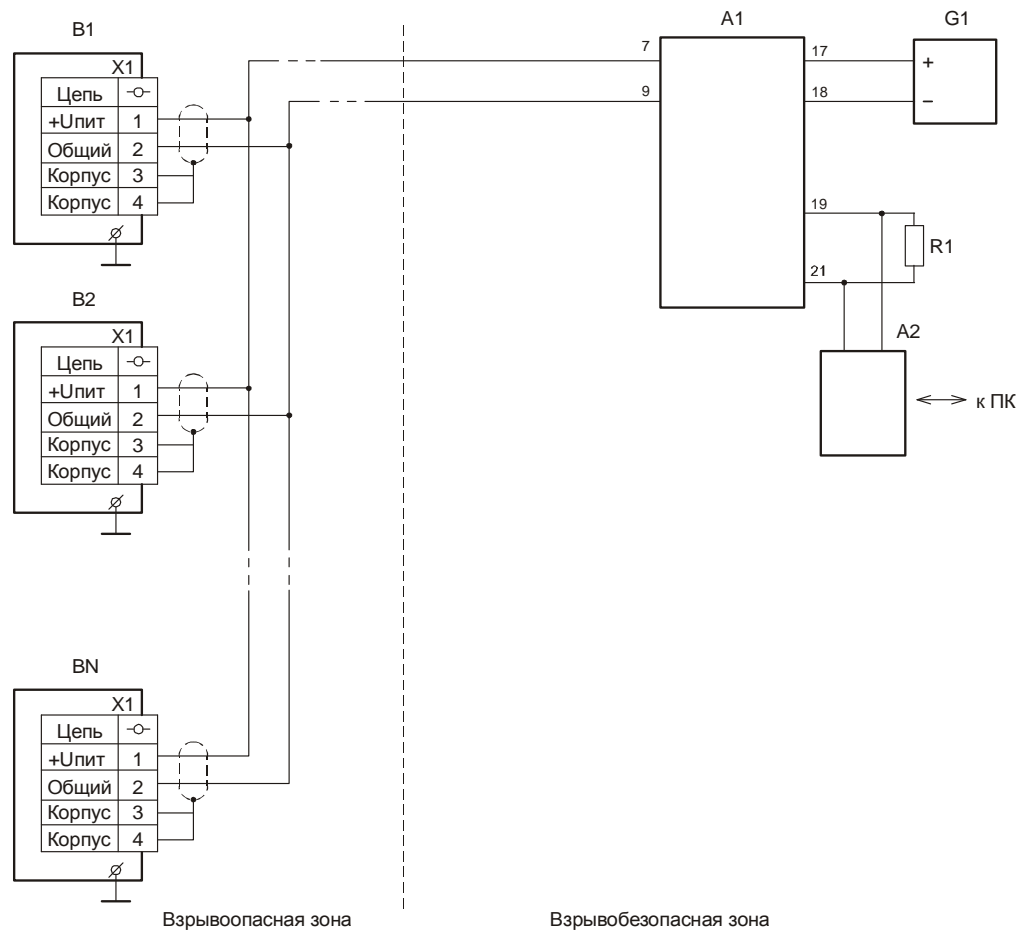 B1
X1
Цепь
+Uпит 1
Общий 2
Корпус 3
Корпус 4
B2
X1
Цепь
+Uпит 1
Общий 2
Корпус 3
Корпус 4
BN
X1
Цепь
+Uпит 1
Общий 2
Корпус 3
Корпус 4
A1
7
9
17
18
19
21
G1
+
−
R1
A2
к ПК
Взрывоопасная зона
Взрывобезопасная зона